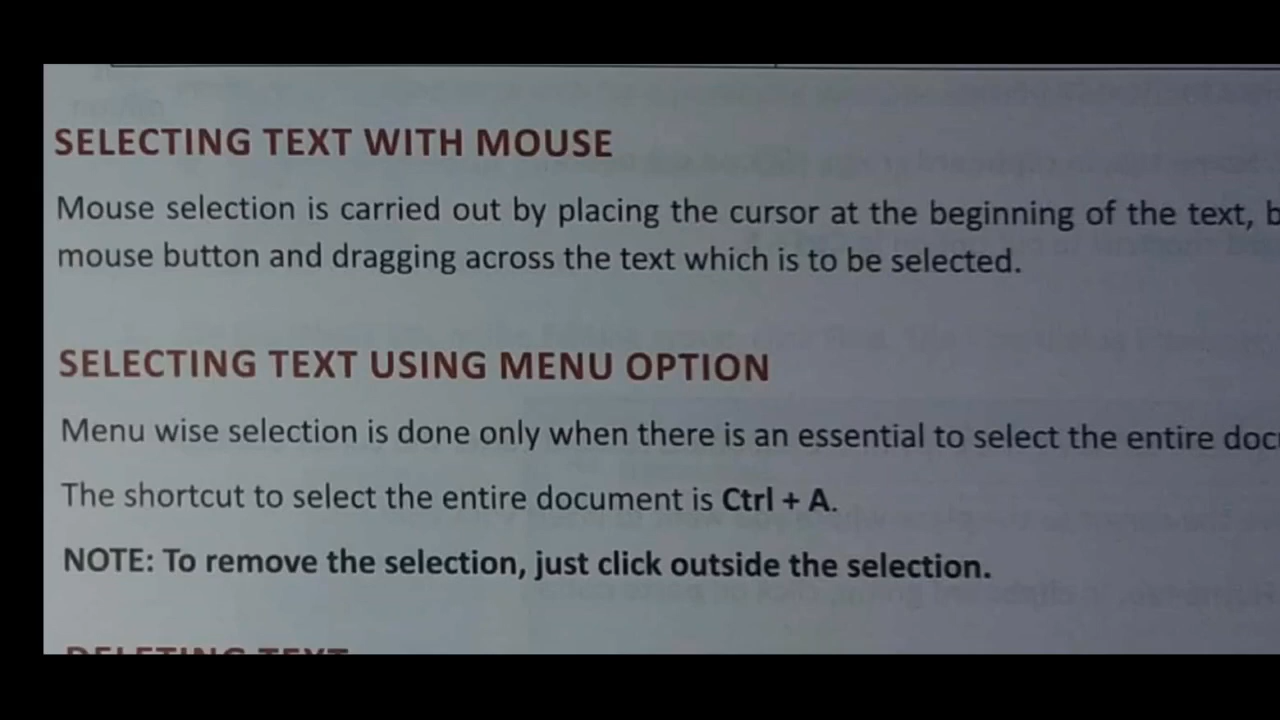 SELECTING TEXT WITH MOUSE
Mouse selection is carried out by placing the cursor at the beginning of the text,
mouse button and dragging across the text which is to be selected.
SELECTING TEXT USING MENU OPTION
Menu wise selection is done only when there is an essential to select the entire
The shortcut to select the entire document is Ctrl + A.
NOTE: To remove the selection, just click outside the selection.
DELETING TEXT